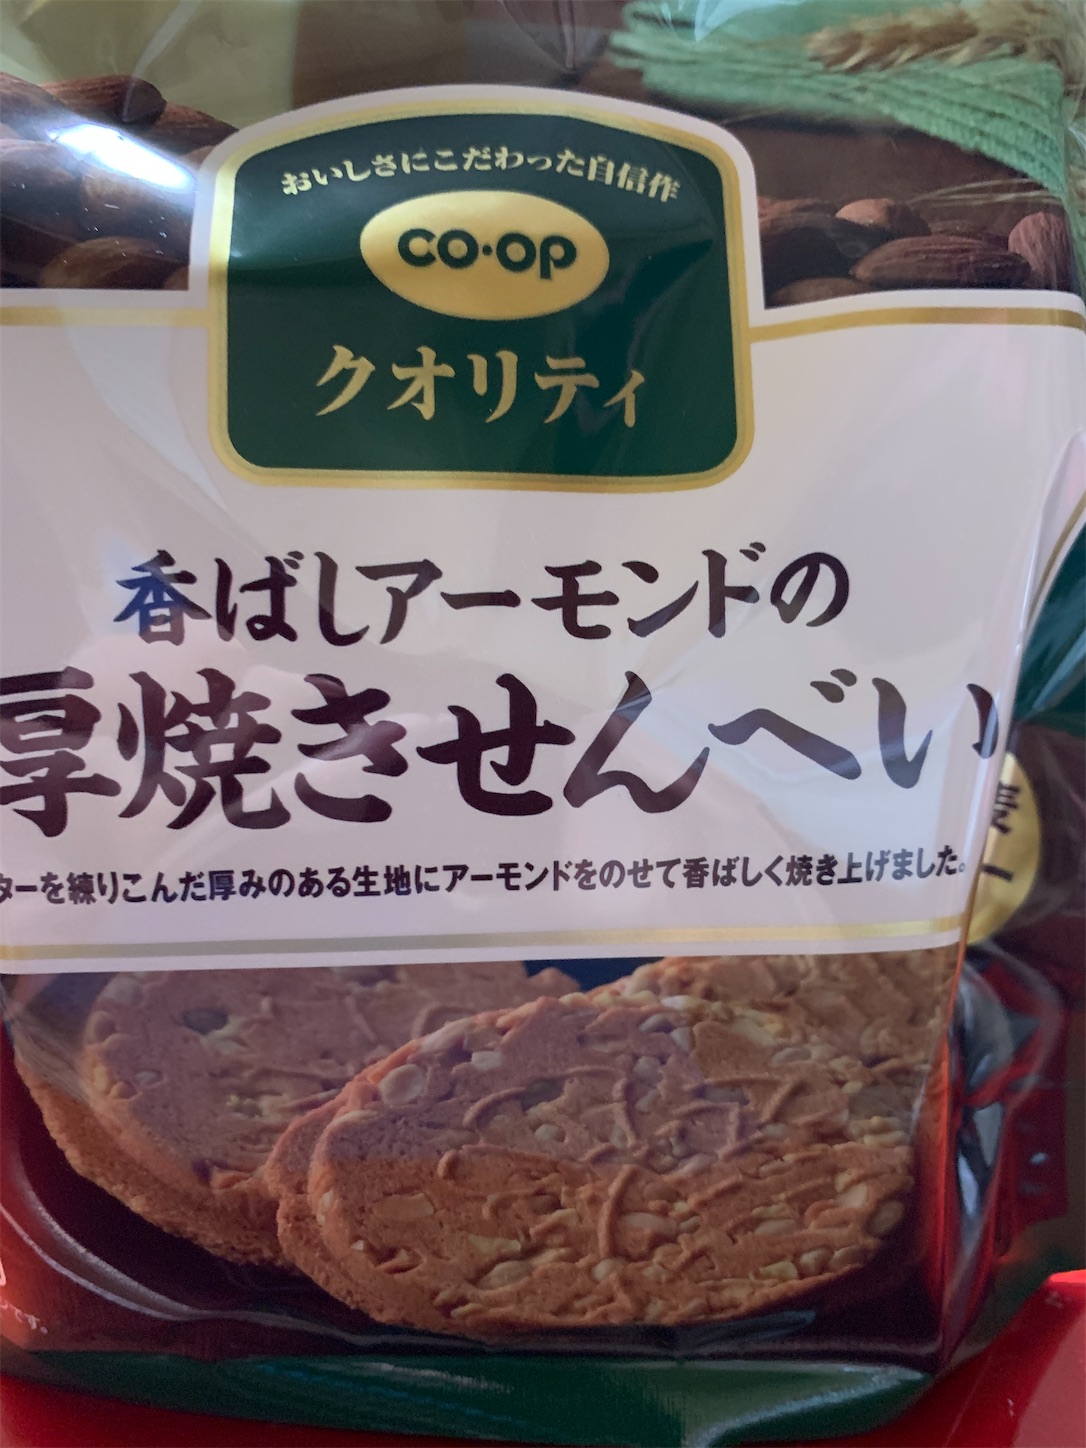 おいしさにこだわった自信作
CO·OP
クオリティ
香ばしアーモンドの
厚焼きせんべい
ターを練りこんだ厚みのある生地にアーモンドをのせて香ばしく焼き上げました。
です。